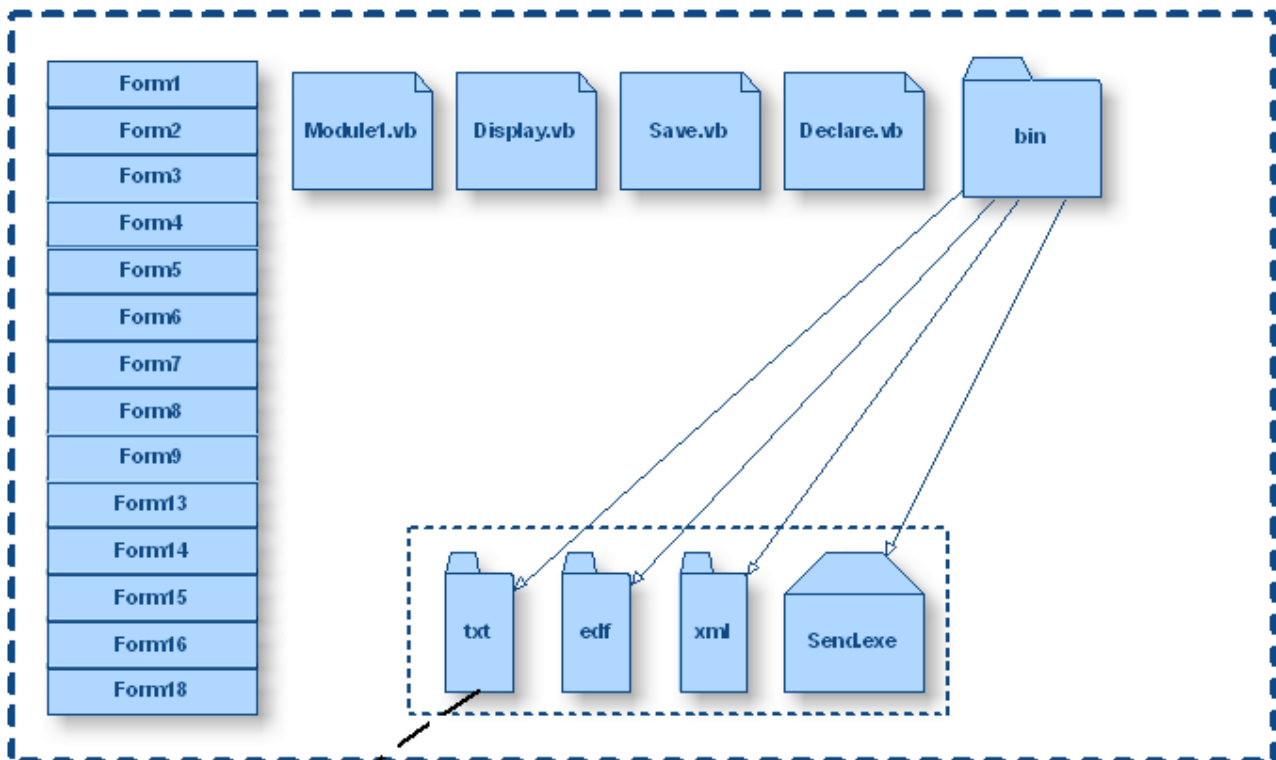 Form1
Form2
Form3
Form4
Form5
Form6
Form7
Form8
Form9
Form13
Form14
Form15
Form16
Form18
Module1.vb
Display.vb
Save.vb
Declare.vb
bin
txt
edf
xml
Send.exe